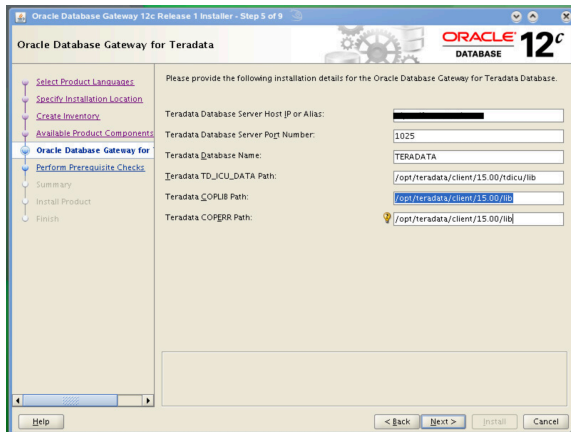 Oracle Database Gateway 12c Release 1 Installer - Step 5 of 9
Oracle Database Gateway for Teradata
ORACLE
DATABASE
12c
Select Product Languages
Specify Installation Location
Create Inventory
Available Product Components
Oracle Database Gateway for
Perform Prerequisite Checks
Summary
Install Product
Finish
Please provide the following installation details for the Oracle Database Gateway for Teradata Database.
Teradata Database Server Host IP or Alias:
Teradata Database Server Port Number:
1025
Teradata Database Name:
TERADATA
Teradata TD_ICU_DATA Path:
/opt/teradata/client/15.00/tdicu/lib
Teradata COPLIB Path:
/opt/teradata/client/15.00/lib
Teradata COPERR Path:
/opt/teradata/client/15.00/lib
Help
< Back
Next >
Install
Cancel